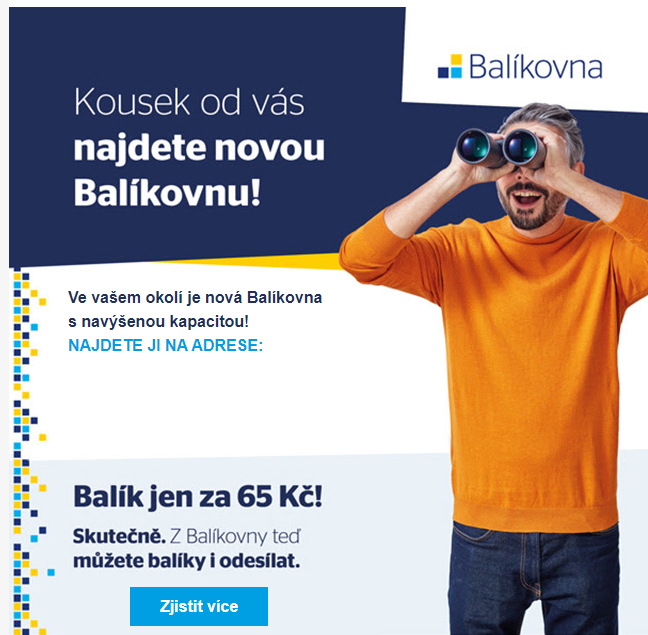 Balíkovna
Kousek od vás
najdete novou
Balíkovnu!
Ve vašem okolí je nová Balíkovna
s navýšenou kapacitou!
NAJDETE JI NA ADRESE:
Balík jen za 65 Kč!
Skutečně. Z Balíkovny teď
můžete balíky i odesílat.
Zjistit více